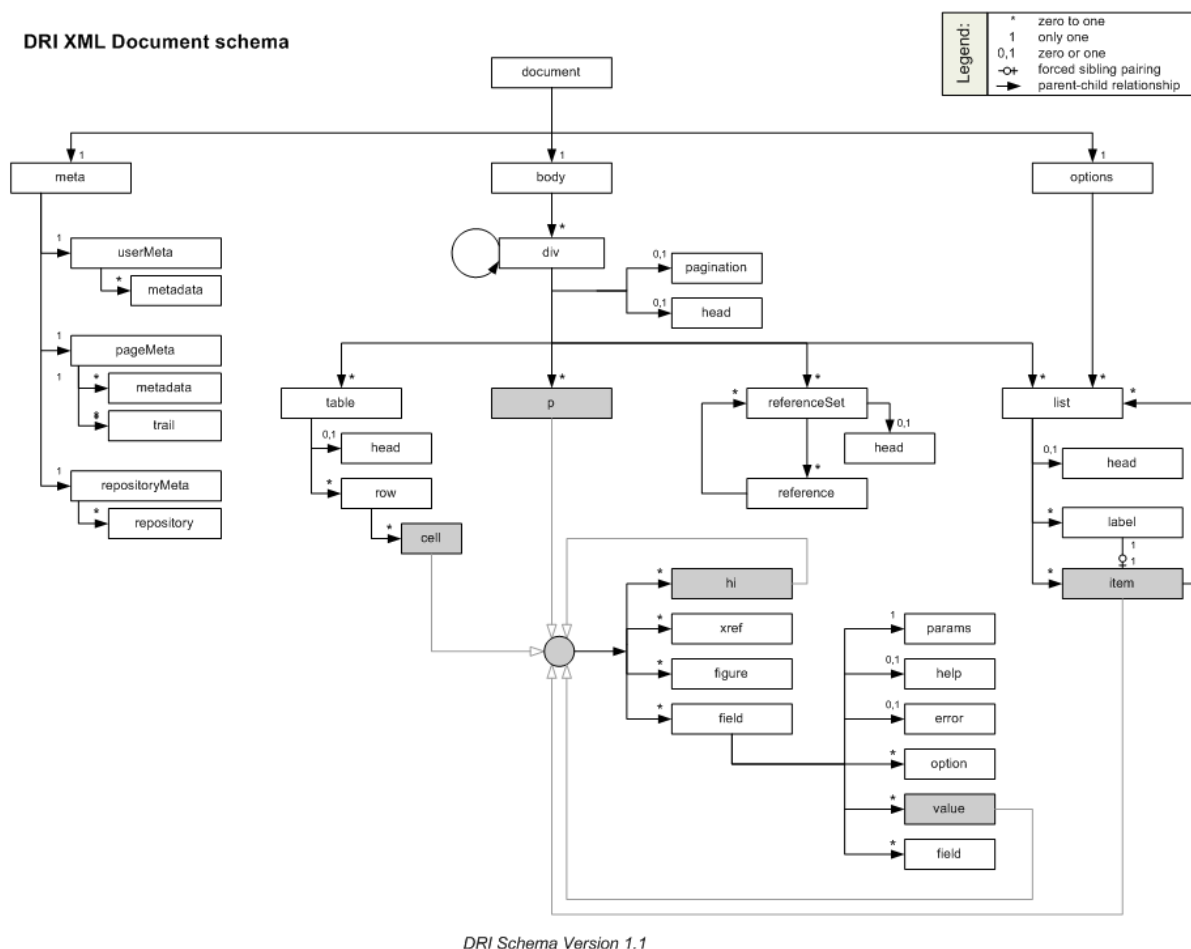 DRI XML Document schema
Legend:
* zero to one
1 only one
0,1 zero or one
forced sibling pairing
parent-child relationship
document
1 1 1
meta body options
1 * 
userMeta div
0,1
pagination
*
metadata
0,1
head
1
pageMeta
1 *
metadata
* * * * * *
table p referenceSet list
*
trail
0,1 0,1 0,1
head head head
1 * * *
repositoryMeta row reference label
*
repository
*
cell
1
1
* *
hi item
* 1
xref params
* 0,1
figure help
* 0,1
field error
*
option
*
value
*
field
DRI Schema Version 1.1